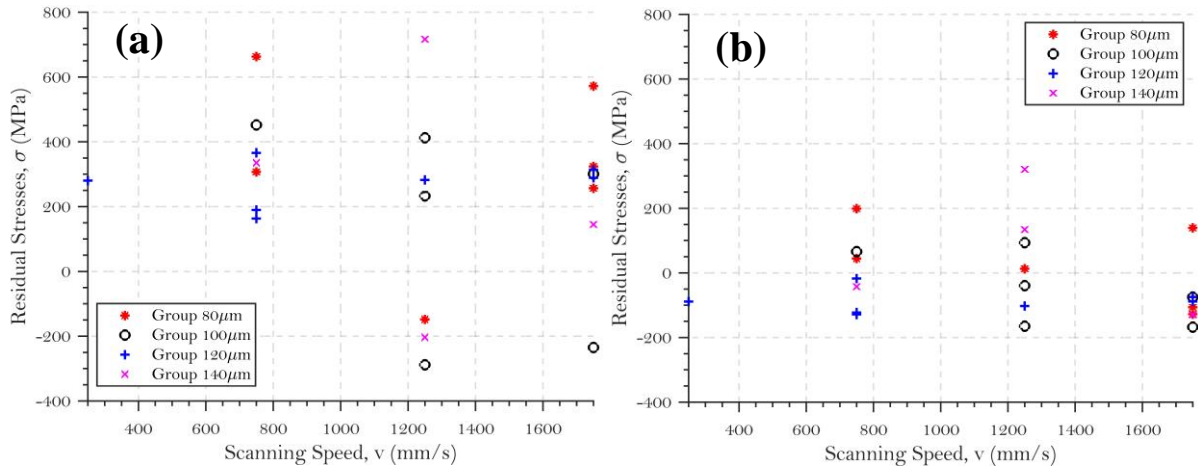 (a)
800
600
400
200
0
-200
-400
Residual Stresses, σ (MPa)
Group 80μm
Group 100μm
Group 120μm
Group 140μm
400 600 800 1000 1200 1400 1600
Scanning Speed, v (mm/s)
(b)
800
600
400
200
0
-200
-400
Residual Stresses, σ (MPa)
Group 80μm
Group 100μm
Group 120μm
Group 140μm
400 600 800 1000 1200 1400 1600
Scanning Speed, v (mm/s)